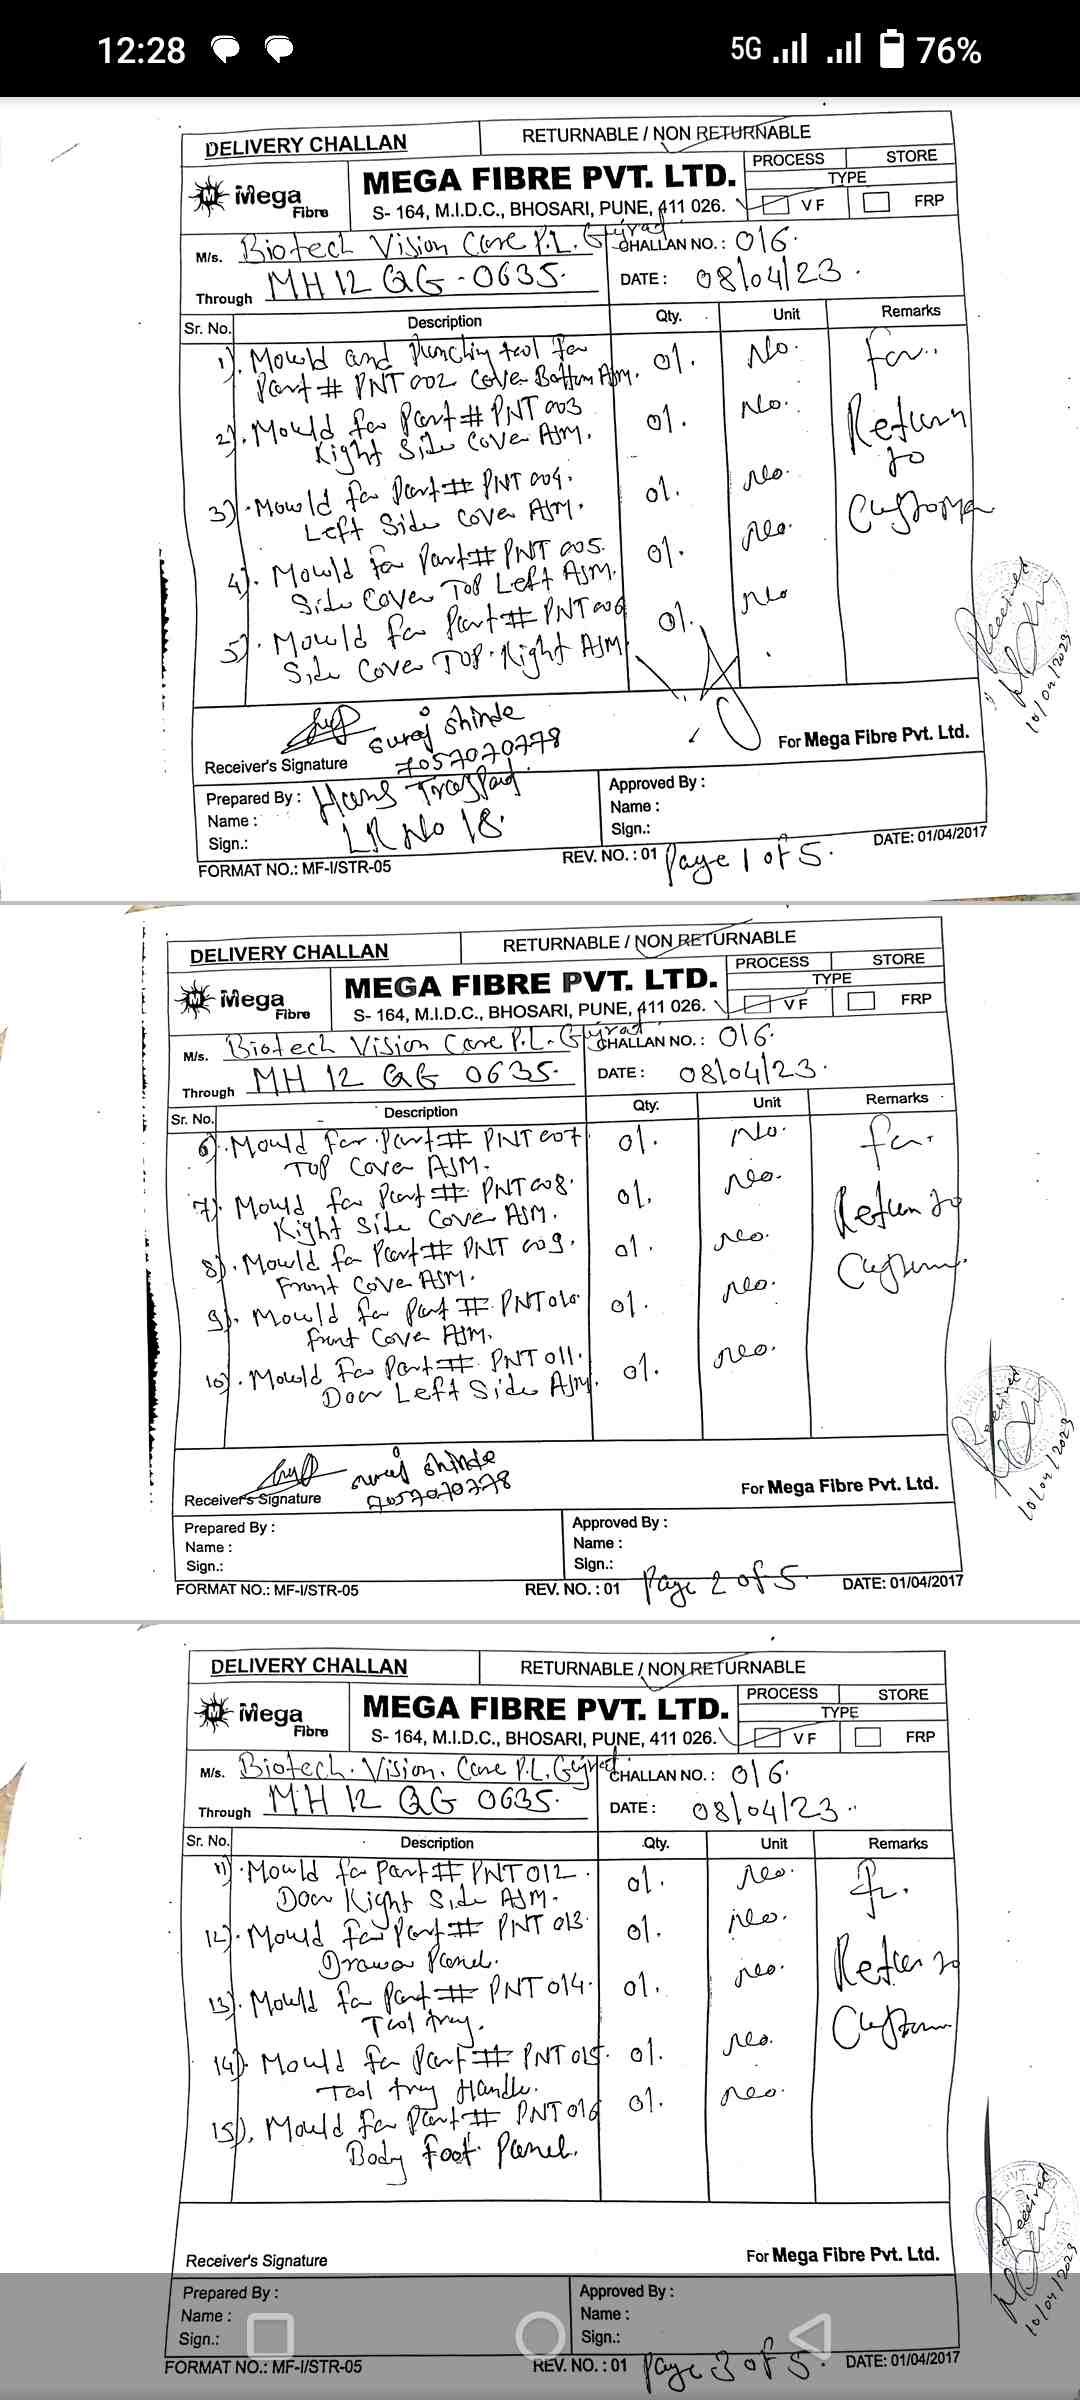 12:28
5G
76%
DELIVERY CHALLAN
RETURNABLE / NON RETURNABLE
Mega Fibre
MEGA FIBRE PVT. LTD.
S- 164, M.I.D.C., BHOSARI, PUNE, 411 026.
PROCESS
STORE
TYPE
VF
FRP
M/s. Biotech Vision Care P.L. Gujrat
CHALLAN NO.: 016.
Through MH 12 QG - 0635.
DATE: 08/04/23.
Sr. No. Description Qty. Unit Remarks
1). Mould and Punching tool for 01. No. for..
Part # PNT 002 Cover Bottom ASM.
2). Mould for Part # PNT 003 01. No. Return
Right Side Cover ASM. to
3). Mould for Part # PNT 004. 01. No. Customer
Left Side Cover ASM.
4). Mould for Part # PNT 005. 01. No.
Side Cover Top Left ASM.
5). Mould for Part # PNT 006 01. No
Side Cover TOP Right ASM
Received
10/04/2023
suraj shinde
7057070778
Receiver's Signature
For Mega Fibre Pvt. Ltd.
Prepared By :
Name :
Sign.: LR No 18.
Approved By :
Name :
Sign.:
FORMAT NO.: MF-I/STR-05
REV. NO. : 01
Page 1 of 5.
DATE: 01/04/2017
DELIVERY CHALLAN
RETURNABLE / NON RETURNABLE
Mega Fibre
MEGA FIBRE PVT. LTD.
S- 164, M.I.D.C., BHOSARI, PUNE, 411 026.
PROCESS
STORE
TYPE
VF
FRP
M/s. Biotech Vision Care P.L. Gujrat
CHALLAN NO.: 016.
Through MH 12 QG 0635.
DATE: 08/04/23.
Sr. No. Description Qty. Unit Remarks
6). Mould for Part # PNT 007 01. No. for.
TOP Cover ASM.
7). Mould for Part # PNT 008. 01. No. Return to
Right Side Cover ASM.
8). Mould for Part # PNT 009. 01. No. Customer
Front Cover ASM.
9). Mould for Part # PNT 010 01. No.
front Cover ASM.
10). Mould For Part # PNT 011. 01. No.
Door Left Side ASM.
Received
10/04/2023
suraj shinde
7057070778
Receiver's Signature
For Mega Fibre Pvt. Ltd.
Prepared By :
Name :
Sign.:
Approved By :
Name :
Sign.:
FORMAT NO.: MF-I/STR-05
REV. NO. : 01
Page 2 of 5
DATE: 01/04/2017
DELIVERY CHALLAN
RETURNABLE / NON RETURNABLE
Mega Fibre
MEGA FIBRE PVT. LTD.
S- 164, M.I.D.C., BHOSARI, PUNE, 411 026.
PROCESS
STORE
TYPE
VF
FRP
M/s. Biotech. Vision. Care P.L. Gujrat
CHALLAN NO.: 016.
Through MH 12 QG 0635.
DATE: 08/04/23.
Sr. No. Description Qty. Unit Remarks
11). Mould for Part # PNT 012. 01. No. for.
Door Right Side ASM.
12). Mould for Part # PNT 013. 01. No.
Drawer Panel. Return to
13). Mould for Part # PNT 014. 01. No.
Tool tray. Customer
14). Mould for Part # PNT 015. 01. No.
Tool tray Handle.
15). Mould for Part # PNT 016 01. No.
Body foot Panel.
Received
10/04/2023
Receiver's Signature
For Mega Fibre Pvt. Ltd.
Prepared By :
Name :
Sign.:
Approved By :
Name :
Sign.:
FORMAT NO.: MF-I/STR-05
REV. NO. : 01
Page 3 of 5.
DATE: 01/04/2017